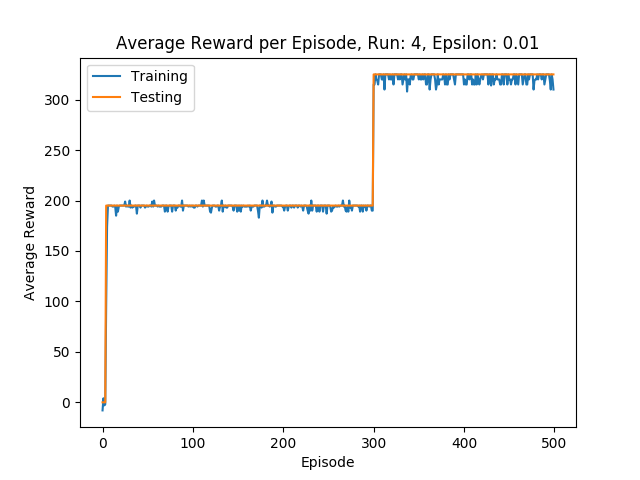 Average Reward per Episode, Run: 4, Epsilon: 0.01
Training
Testing
300
250
200
150
100
50
0
Average Reward
0 100 200 300 400 500
Episode